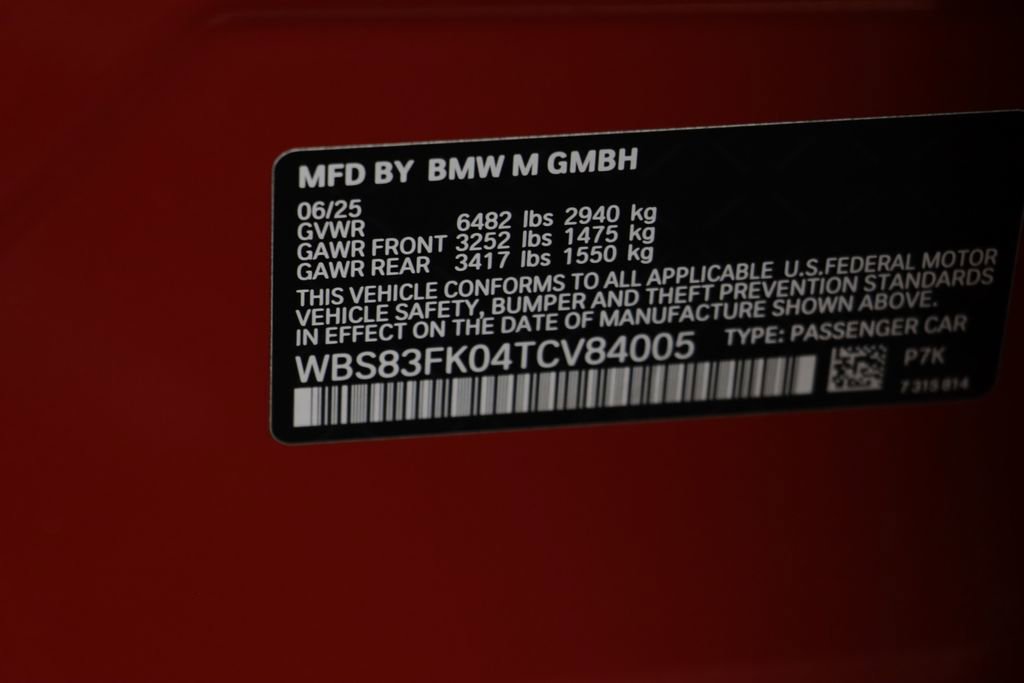 MFD BY BMW M GMBH
06/25
GVWR 6482 lbs 2940 kg
GAWR FRONT 3252 lbs 1475 kg
GAWR REAR 3417 lbs 1550 kg
THIS VEHICLE CONFORMS TO ALL APPLICABLE U.S.FEDERAL MOTOR
VEHICLE SAFETY, BUMPER AND THEFT PREVENTION STANDARDS
IN EFFECT ON THE DATE OF MANUFACTURE SHOWN ABOVE.
WBS83FK04TCV84005 TYPE: PASSENGER CAR
P7K